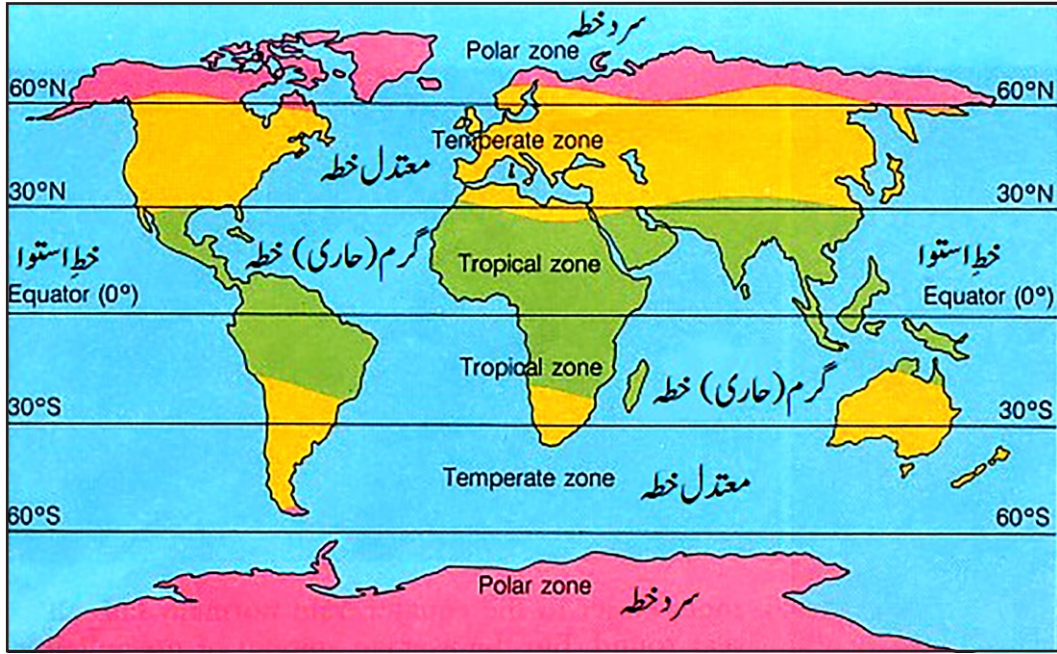 سرد خطہ
Polar zone
60°N
60°N
Temperate zone
معتدل خطہ
30°N
30°N
گرم (حاری) خطہ
خطِ استوا
خطِ استوا
Tropical zone
Equator (0°)
Equator (0°)
Tropical zone
گرم (حاری) خطہ
30°S
30°S
Temperate zone
معتدل خطہ
60°S
60°S
Polar zone
سرد خطہ